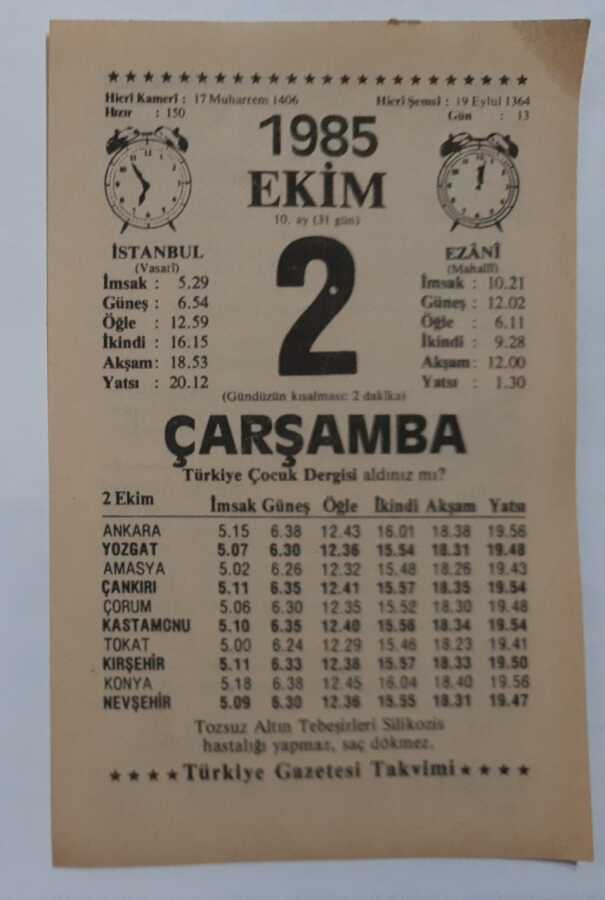 Hicrî Kamerî : 17 Muharrem 1406
Hicrî Şemsî : 19 Eylul 1364
Hızır : 150
Gün : 13
1985
EKİM
10. ay (31 gün)
2
İSTANBUL
(Vasatî)
İmsak : 5.29
Güneş : 6.54
Öğle : 12.59
İkindi : 16.15
Akşam: 18.53
Yatsı : 20.12
EZÂNÎ
(Mahallî)
İmsak : 10.21
Güneş : 12.02
Öğle : 6.11
İkindi : 9.28
Akşam: 12.00
Yatsı : 1.30
(Gündüzün kısalması: 2 dakika)
ÇARŞAMBA
Türkiye Çocuk Dergisi aldınız mı?
2 Ekim İmsak Güneş Öğle İkindi Akşam Yatsı
ANKARA 5.15 6.38 12.43 16.01 18.38 19.56
YOZGAT 5.07 6.30 12.36 15.54 18.31 19.48
AMASYA 5.02 6.26 12.32 15.48 18.26 19.43
ÇANKIRI 5.11 6.35 12.41 15.57 18.35 19.54
ÇORUM 5.06 6.30 12.35 15.52 18.30 19.48
KASTAMONU 5.10 6.35 12.40 15.56 18.34 19.54
TOKAT 5.00 6.24 12.29 15.46 18.23 19.41
KIRŞEHİR 5.11 6.33 12.38 15.57 18.33 19.50
KONYA 5.18 6.38 12.45 16.04 18.40 19.56
NEVŞEHİR 5.09 6.30 12.36 15.55 18.31 19.47
Tozsuz Altın Tebeşirleri Silikozis
hastalığı yapmaz, saç dökmez.
★ ★ ★ ★ Türkiye Gazetesi Takvimi ★ ★ ★ ★